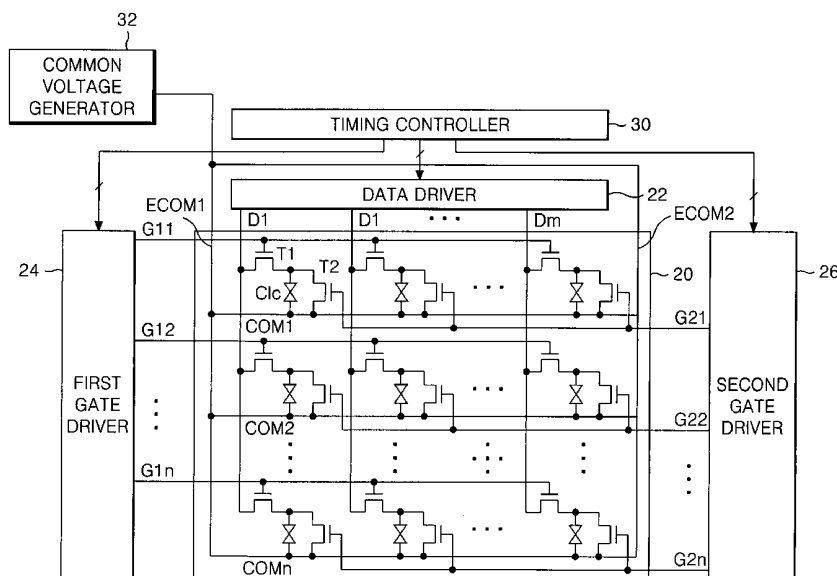 32
COMMON
VOLTAGE
GENERATOR
TIMING CONTROLLER
30
DATA DRIVER
22
ECOM1
D1
D1
Dm
ECOM2
G11
24
T1
T2
20
26
Clc
COM1
G21
G12
FIRST
GATE
DRIVER
SECOND
GATE
DRIVER
COM2
G22
G1n
COMn
G2n